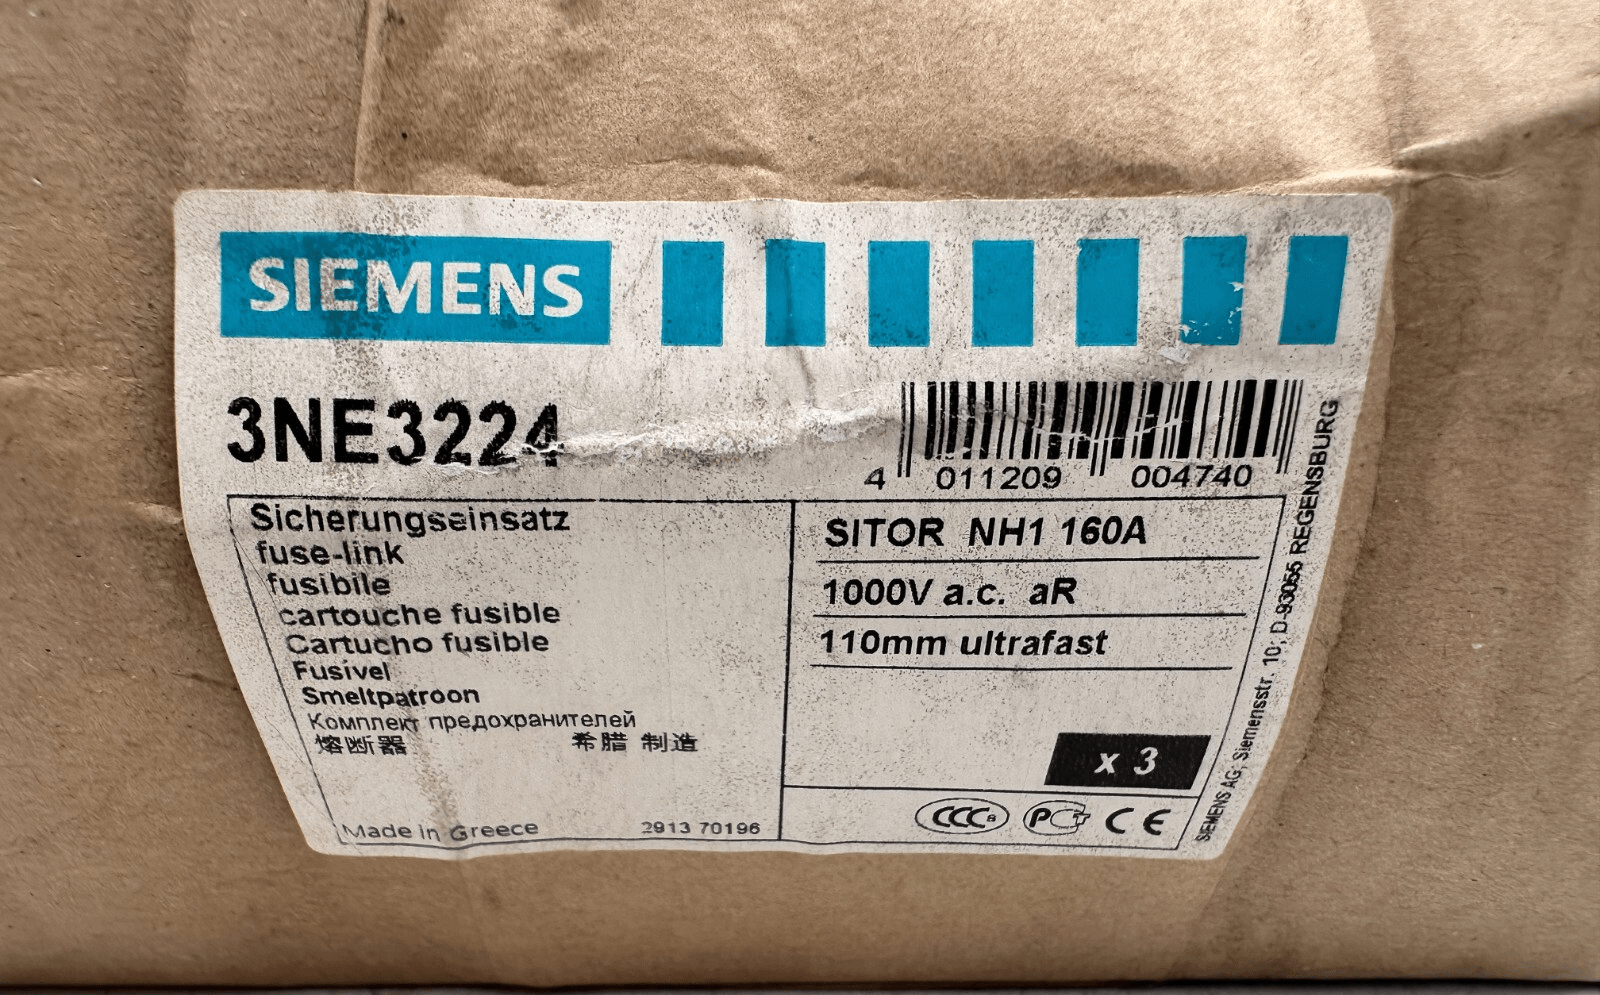 SIEMENS
3NE3224
4 011209 004740
Sicherungseinsatz
fuse-link
fusibile
cartouche fusible
Cartucho fusible
Fusivel
Smeltpatroon
Комплект предохранителей
熔断器 希腊 制造
Made in Greece 2913 70196
SITOR NH1 160A
1000V a.c. aR
110mm ultrafast
x 3
CCC
PCT
CE
SIEMENS AG, Siemensstr. 10, D-93055 REGENSBURG